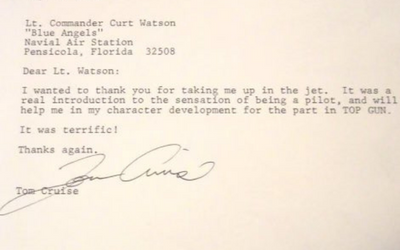 Lt. Commander Curt Watson
"Blue Angels"
Navial Air Station
Pensicola, Florida 32508
Dear Lt. Watson:
I wanted to thank you for taking me up in the jet. It was a
real introduction to the sensation of being a pilot, and will
help me in my character development for the part in TOP GUN.
It was terrific!
Thanks again.
Tom Cruise
Tom Cruise